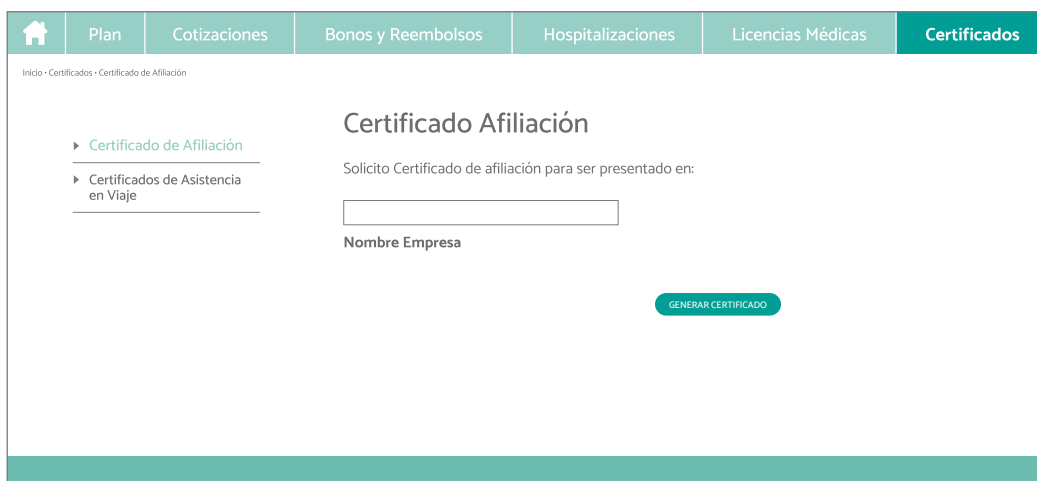 Plan Cotizaciones Bonos y Reembolsos Hospitalizaciones Licencias Médicas Certificados
Inicio • Certificados • Certificado de Afiliación
Certificado de Afiliación
Certificados de Asistencia
en Viaje
Certificado Afiliación
Solicito Certificado de afiliación para ser presentado en:
Nombre Empresa
GENERAR CERTIFICADO